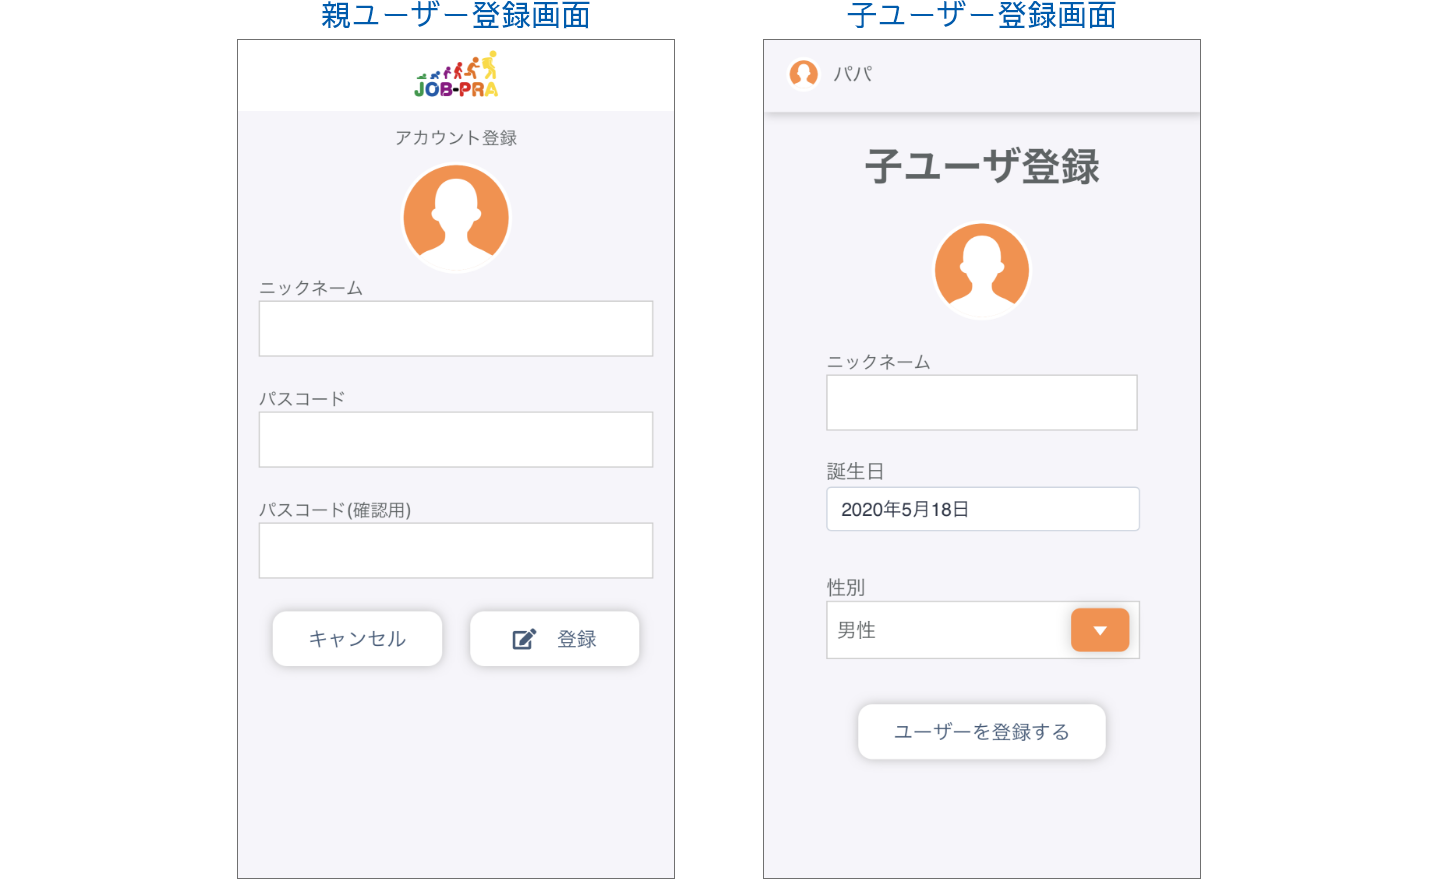 親ユーザー登録画面
JOB-PRA
アカウント登録
ニックネーム
パスコード
パスコード(確認用)
キャンセル
登録
子ユーザー登録画面
パパ
子ユーザ登録
ニックネーム
誕生日
2020年5月18日
性別
男性
ユーザーを登録する